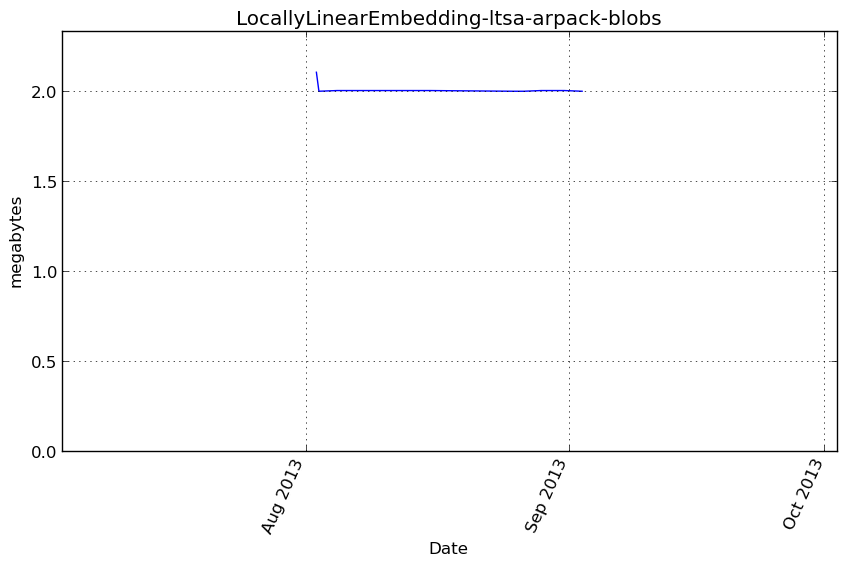 LocallyLinearEmbedding-ltsa-arpack-blobs
2.0
1.5
1.0
0.5
0.0
megabytes
Aug 2013
Sep 2013
Oct 2013
Date